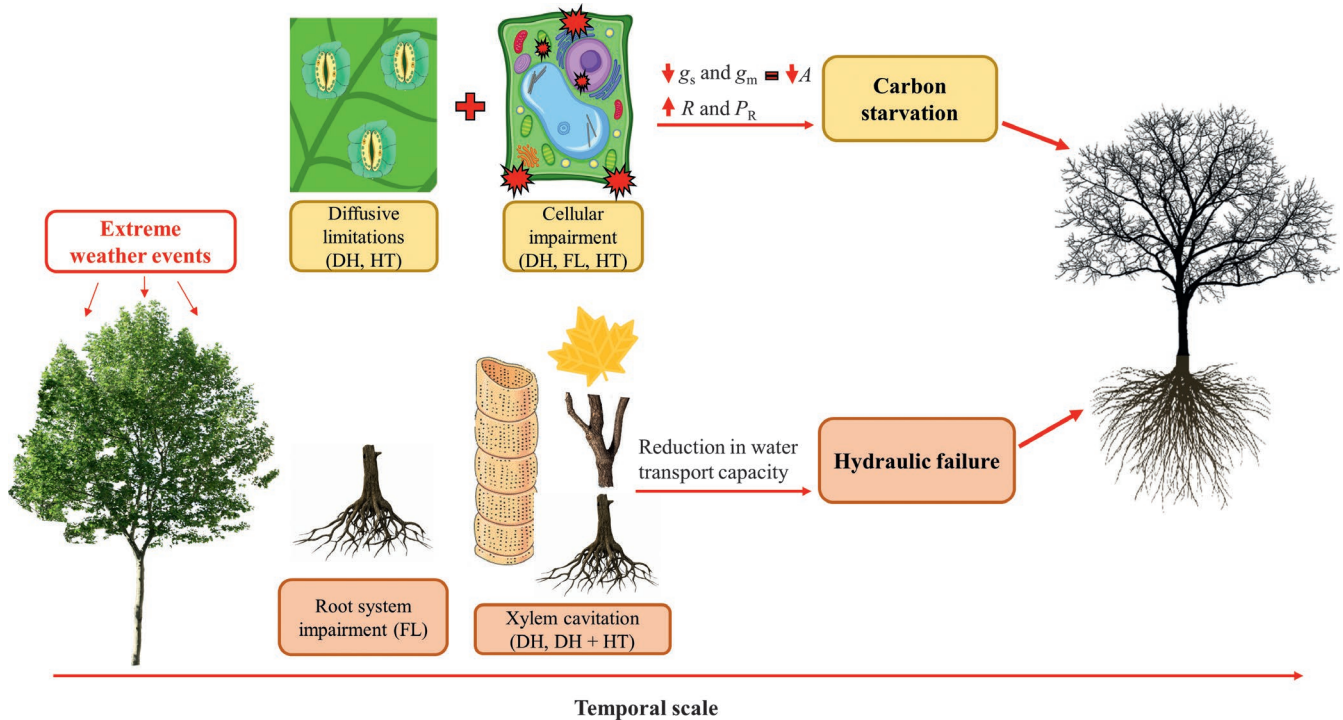 Extreme
weather events
Diffusive
limitations
(DH, HT)
Cellular
impairment
(DH, FL, HT)
gs and gm = A
R and PR
Carbon
starvation
Root system
impairment (FL)
Xylem cavitation
(DH, DH + HT)
Reduction in water
transport capacity
Hydraulic failure
Temporal scale